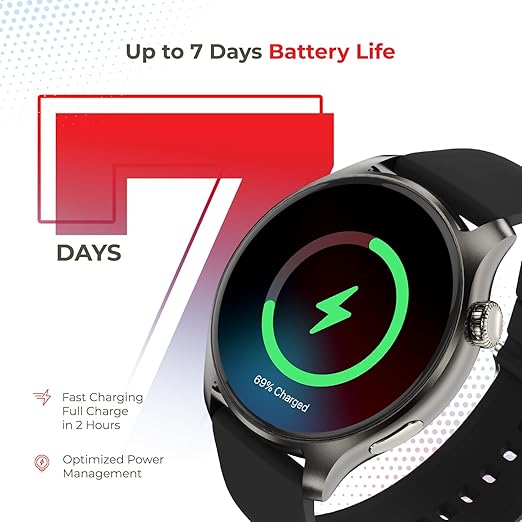 Up to 7 Days Battery Life
7
DAYS
69% Charged
Fast Charging
Full Charge
in 2 Hours
Optimized Power
Management